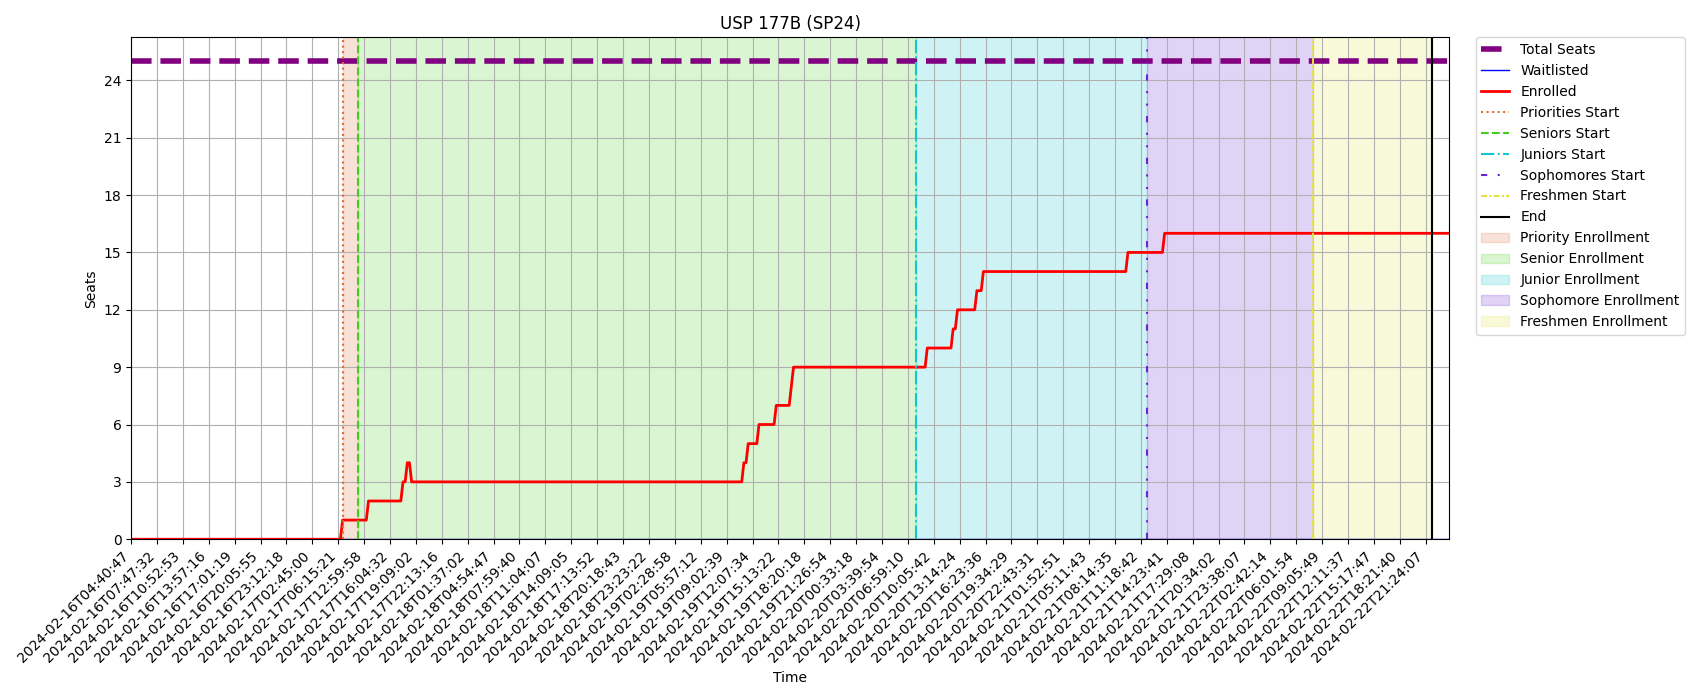 USP 177B (SP24)
Seats
24
21
18
15
12
9
6
3
0
2024-02-16T04:40:47
2024-02-16T07:47:32
2024-02-16T10:52:53
2024-02-16T13:57:16
2024-02-16T17:01:19
2024-02-16T20:05:55
2024-02-16T23:12:18
2024-02-17T02:45:00
2024-02-17T06:15:21
2024-02-17T12:59:58
2024-02-17T16:04:32
2024-02-17T19:09:02
2024-02-17T22:13:16
2024-02-18T01:37:02
2024-02-18T04:54:47
2024-02-18T07:59:40
2024-02-18T11:04:07
2024-02-18T14:09:05
2024-02-18T17:13:52
2024-02-18T20:18:43
2024-02-18T23:23:22
2024-02-19T02:28:58
2024-02-19T05:57:12
2024-02-19T09:02:39
2024-02-19T12:07:34
2024-02-19T15:13:22
2024-02-19T18:20:18
2024-02-19T21:26:54
2024-02-20T00:33:18
2024-02-20T03:39:54
2024-02-20T06:59:10
2024-02-20T10:05:42
2024-02-20T13:14:24
2024-02-20T16:23:36
2024-02-20T19:34:29
2024-02-20T22:43:31
2024-02-21T01:52:51
2024-02-21T05:11:43
2024-02-21T08:14:35
2024-02-21T11:18:42
2024-02-21T14:23:41
2024-02-21T17:29:08
2024-02-21T20:34:02
2024-02-21T23:38:07
2024-02-22T02:42:14
2024-02-22T06:01:54
2024-02-22T09:05:49
2024-02-22T12:11:37
2024-02-22T15:17:47
2024-02-22T18:21:40
2024-02-22T21:24:07
Time
Total Seats
Waitlisted
Enrolled
Priorities Start
Seniors Start
Juniors Start
Sophomores Start
Freshmen Start
End
Priority Enrollment
Senior Enrollment
Junior Enrollment
Sophomore Enrollment
Freshmen Enrollment